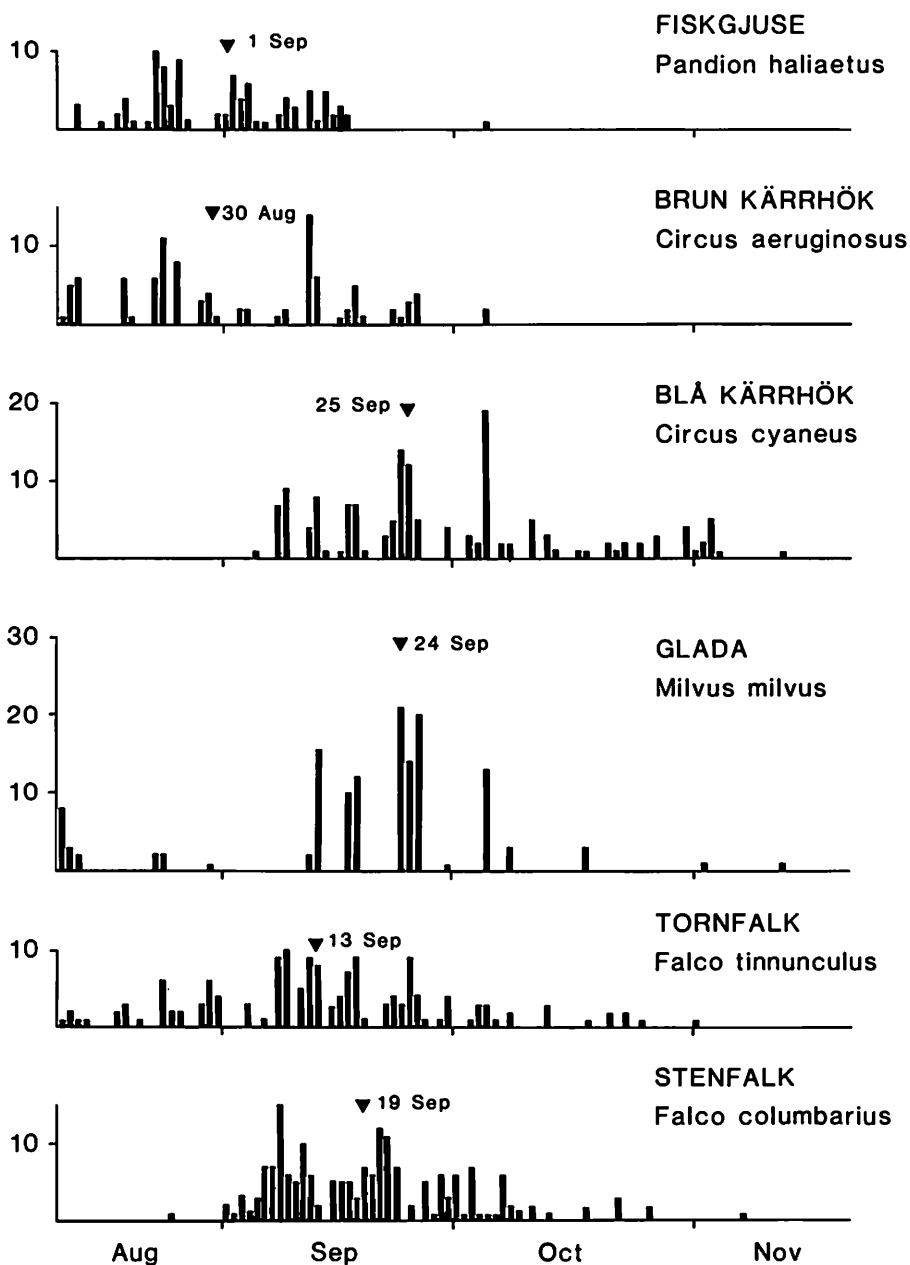 FISKGJUSE
Pandion haliaetus
10
1 Sep
BRUN KÄRRHÖK
Circus aeruginosus
10
30 Aug
BLÅ KÄRRHÖK
Circus cyaneus
20
10
25 Sep
GLADA
Milvus milvus
30
20
10
24 Sep
TORNFALK
Falco tinnunculus
10
13 Sep
STENFALK
Falco columbarius
10
19 Sep
Aug Sep Oct Nov